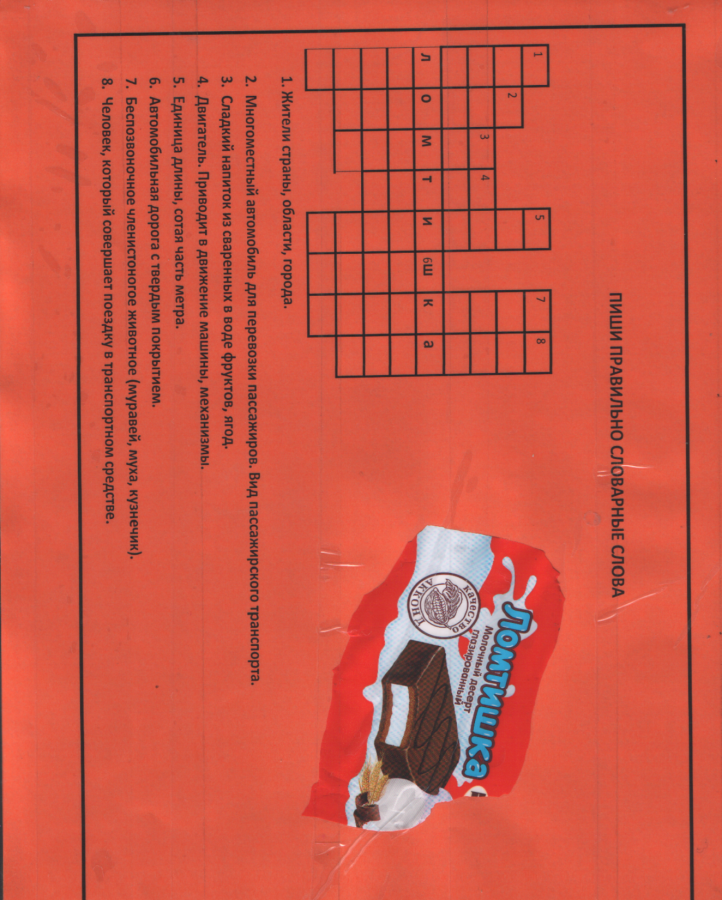 ПИШИ ПРАВИЛЬНО СЛОВАРНЫЕ СЛОВА
1 Л
2 О
3 М
4 Т
5 И
6Ш
7 К
8 А
1. Жители страны, области, города.
2. Многоместный автомобиль для перевозки пассажиров. Вид пассажирского транспорта.
3. Сладкий напиток из сваренных в воде фруктов, ягод.
4. Двигатель. Приводит в движение машины, механизмы.
5. Единица длины, сотая часть метра.
6. Автомобильная дорога с твердым покрытием.
7. Беспозвоночное членистоногое животное (муравей, муха, кузнечик).
8. Человек, который совершает поездку в транспортном средстве.
качество
АККОНД
Ломтишка
Молочный десерт
глазированный